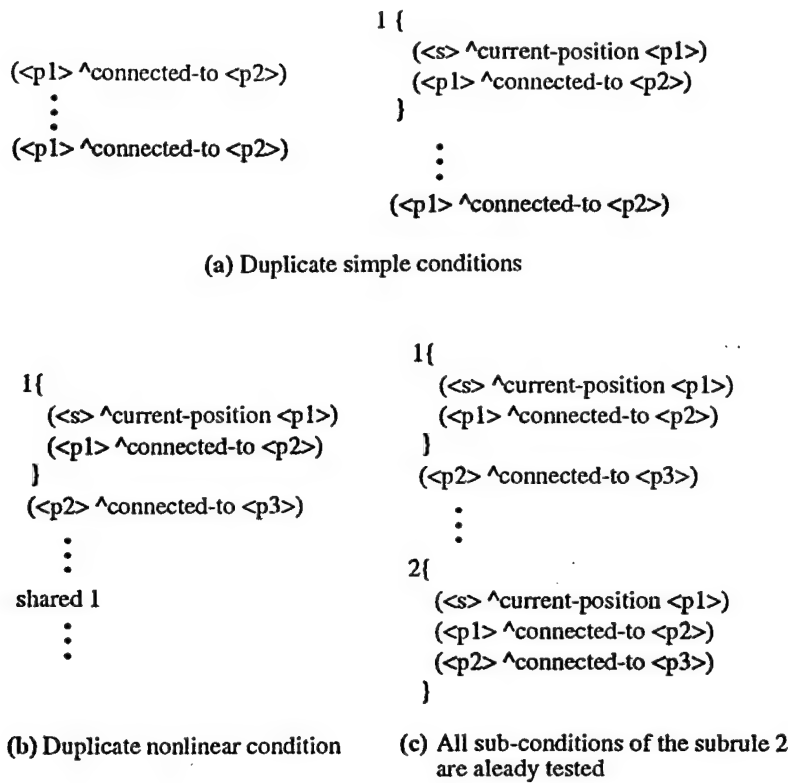 (<p1> ^connected-to <p2>)
(<p1> ^connected-to <p2>)
1 {
(<s> ^current-position <p1>)
(<p1> ^connected-to <p2>)
}
(<p1> ^connected-to <p2>)
(a) Duplicate simple conditions
1{
(<s> ^current-position <p1>)
(<p1> ^connected-to <p2>)
}
(<p2> ^connected-to <p3>)
shared 1
(b) Duplicate nonlinear condition
1{
(<s> ^current-position <p1>)
(<p1> ^connected-to <p2>)
}
(<p2> ^connected-to <p3>)
2{
(<s> ^current-position <p1>)
(<p1> ^connected-to <p2>)
(<p2> ^connected-to <p3>)
}
(c) All sub-conditions of the subrule 2
are aleady tested